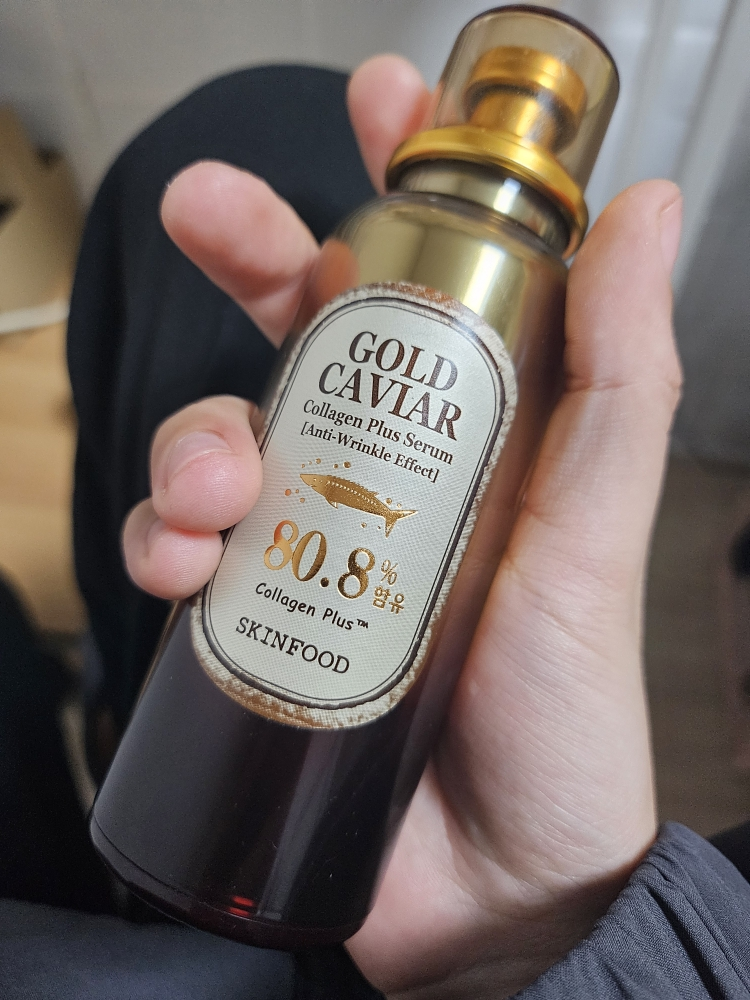 GOLD
CAVIAR
Collagen Plus Serum
[Anti-Wrinkle Effect]
80.8%
함유
Collagen Plus™
SKINFOOD